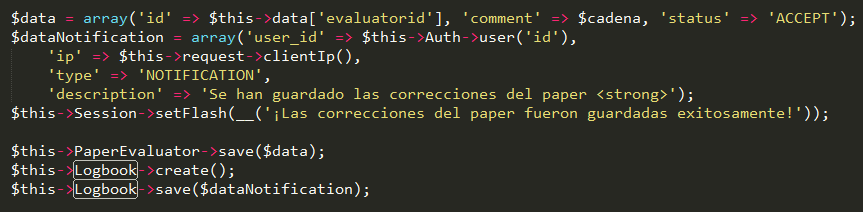 $data = array('id' => $this->data['evaluatorid'], 'comment' => $cadena, 'status' => 'ACCEPT');
$dataNotification = array('user_id' => $this->Auth->user('id'),
    'ip' => $this->request->clientIp(),
    'type' => 'NOTIFICATION',
    'description' => 'Se han guardado las correcciones del paper <strong>');
$this->Session->setFlash(__('¡Las correcciones del paper fueron guardadas exitosamente!'));

$this->PaperEvaluator->save($data);
$this->Logbook->create();
$this->Logbook->save($dataNotification);